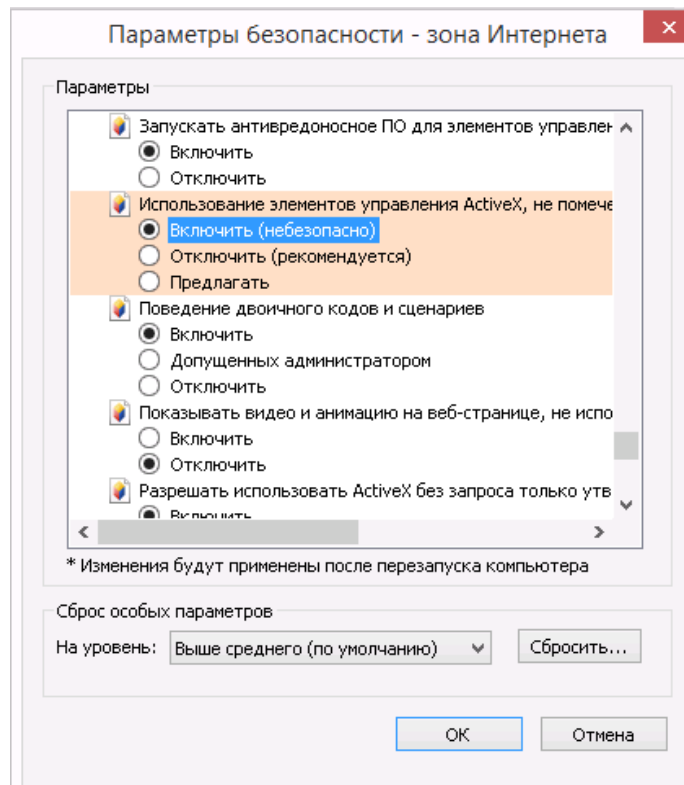 Параметры безопасности - зона Интернета
Параметры
Запускать антивредоносное ПО для элементов управлен
Включить
Отключить
Использование элементов управления ActiveX, не помече
Включить (небезопасно)
Отключить (рекомендуется)
Предлагать
Поведение двоичного кодов и сценариев
Включить
Допущенных администратором
Отключить
Показывать видео и анимацию на веб-странице, не испо
Включить
Отключить
Разрешать использовать ActiveX без запроса только утв
Включить
* Изменения будут применены после перезапуска компьютера
Сброс особых параметров
На уровень: Выше среднего (по умолчанию) Сбросить...
ОК Отмена